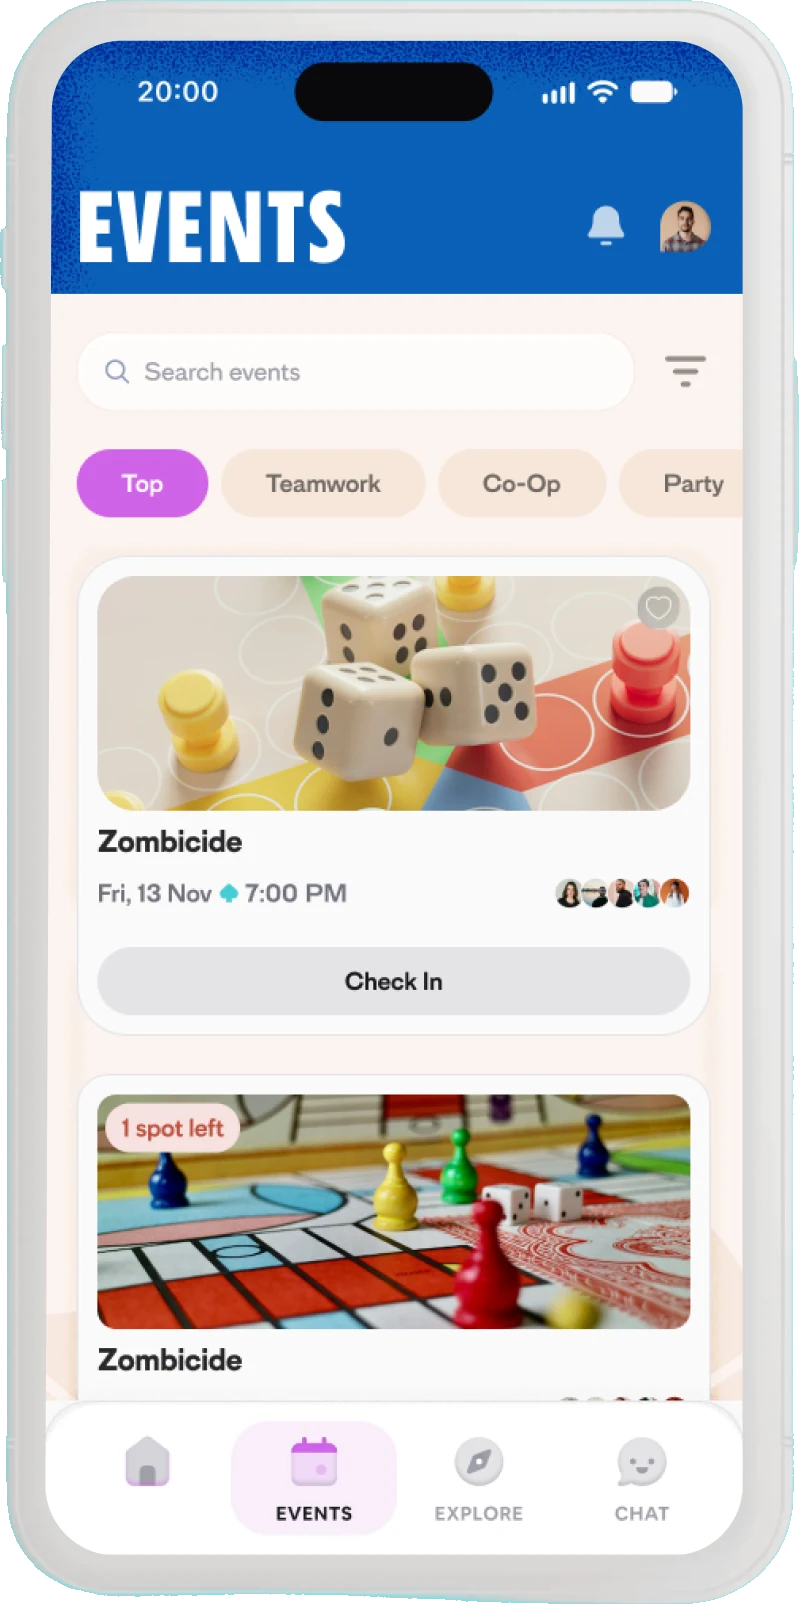 20:00
EVENTS
Search events
Top Teamwork Co-Op Party
Zombicide
Fri, 13 Nov 7:00 PM
Check In
1 spot left
Zombicide
EVENTS EXPLORE CHAT